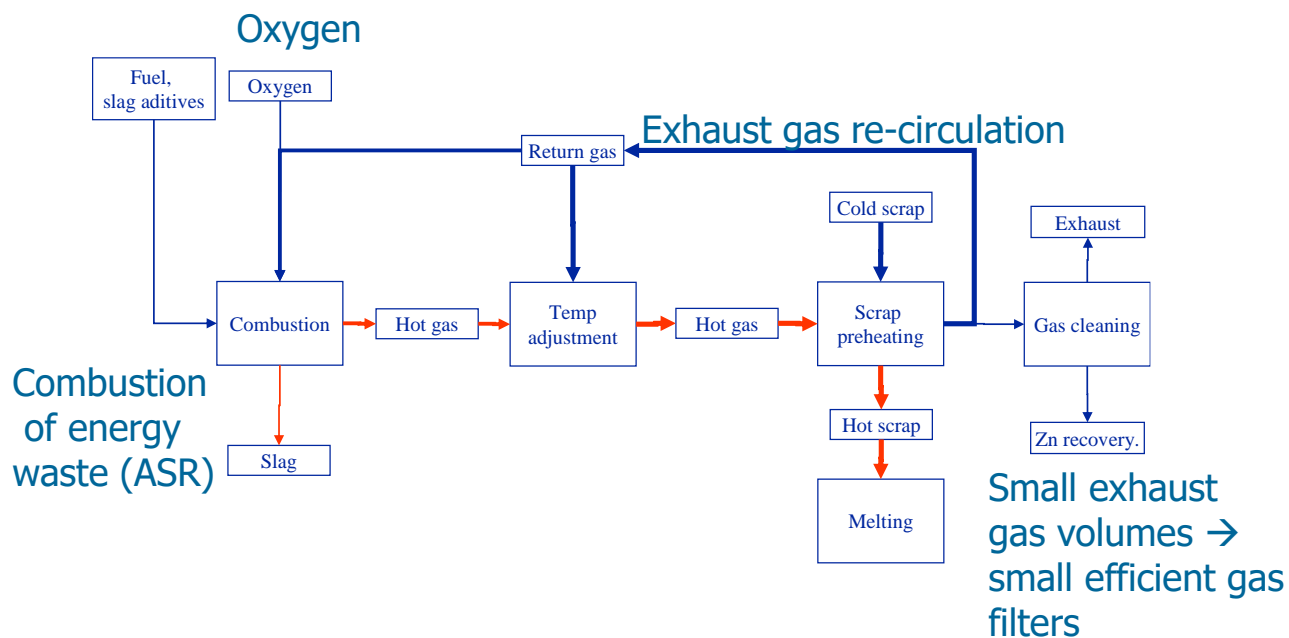 Oxygen
Fuel,
slag aditives
Oxygen
Exhaust gas re-circulation
Return gas
Cold scrap
Exhaust
Combustion
Hot gas
Temp
adjustment
Hot gas
Scrap
preheating
Gas cleaning
Combustion
of energy
waste (ASR)
Slag
Hot scrap
Zn recovery.
Melting
Small exhaust
gas volumes →
small efficient gas
filters